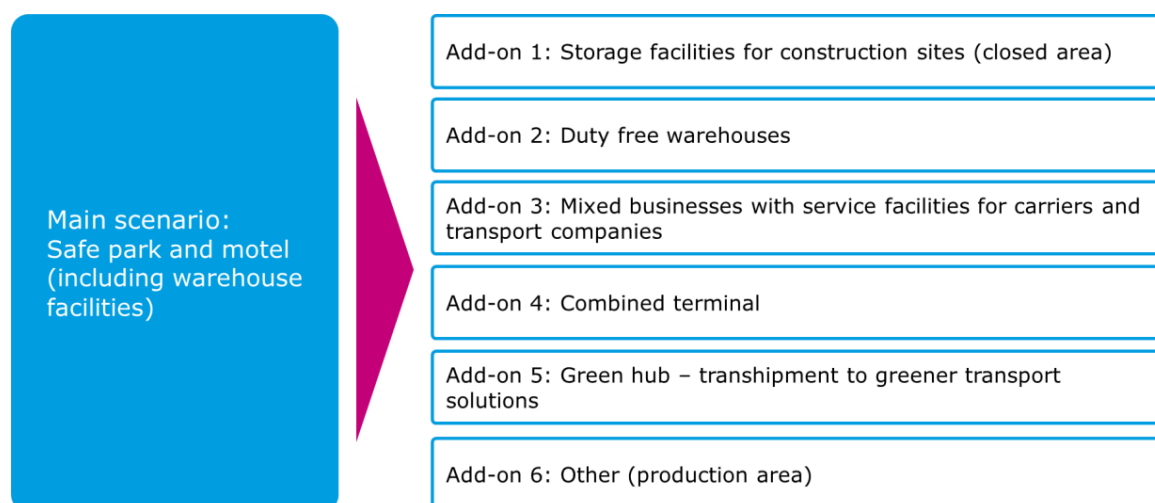 Main scenario:
Safe park and motel
(including warehouse
facilities)
Add-on 1: Storage facilities for construction sites (closed area)
Add-on 2: Duty free warehouses
Add-on 3: Mixed businesses with service facilities for carriers and
transport companies
Add-on 4: Combined terminal
Add-on 5: Green hub – transhipment to greener transport
solutions
Add-on 6: Other (production area)